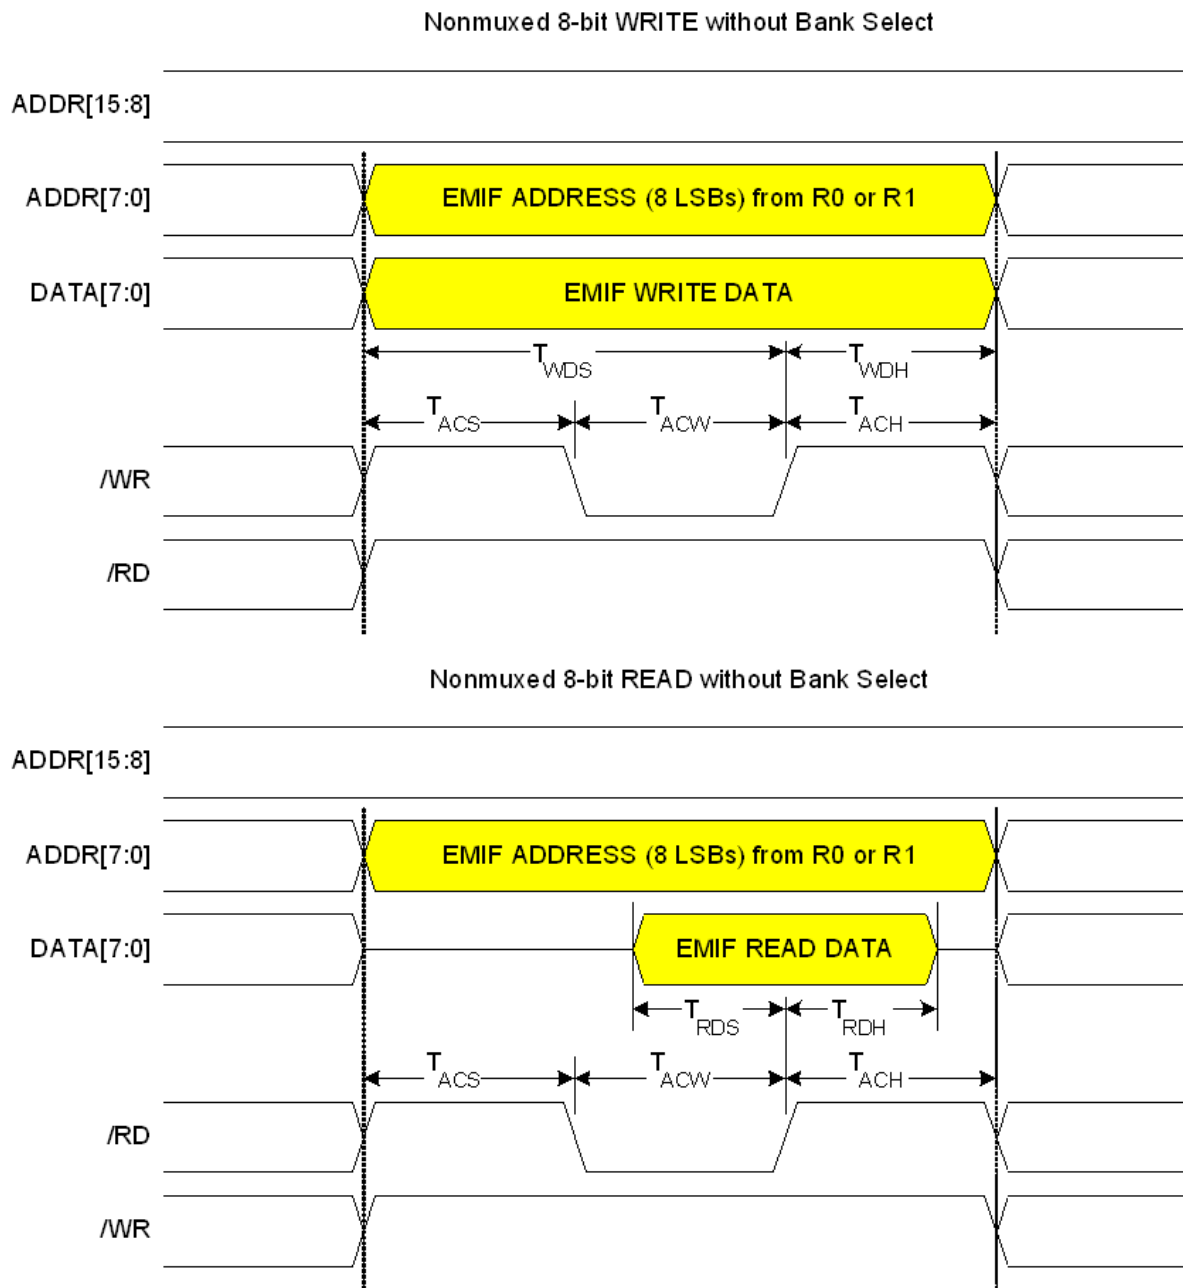 Nonmuxed 8-bit WRITE without Bank Select
ADDR[15:8]
ADDR[7:0]
EMIF ADDRESS (8 LSBs) from R0 or R1
DATA[7:0]
EMIF WRITE DATA
TWDS TWDH
TACS TACW TACH
/WR
/RD
Nonmuxed 8-bit READ without Bank Select
ADDR[15:8]
ADDR[7:0]
EMIF ADDRESS (8 LSBs) from R0 or R1
DATA[7:0]
EMIF READ DATA
TRDS TRDH
TACS TACW TACH
/RD
/WR